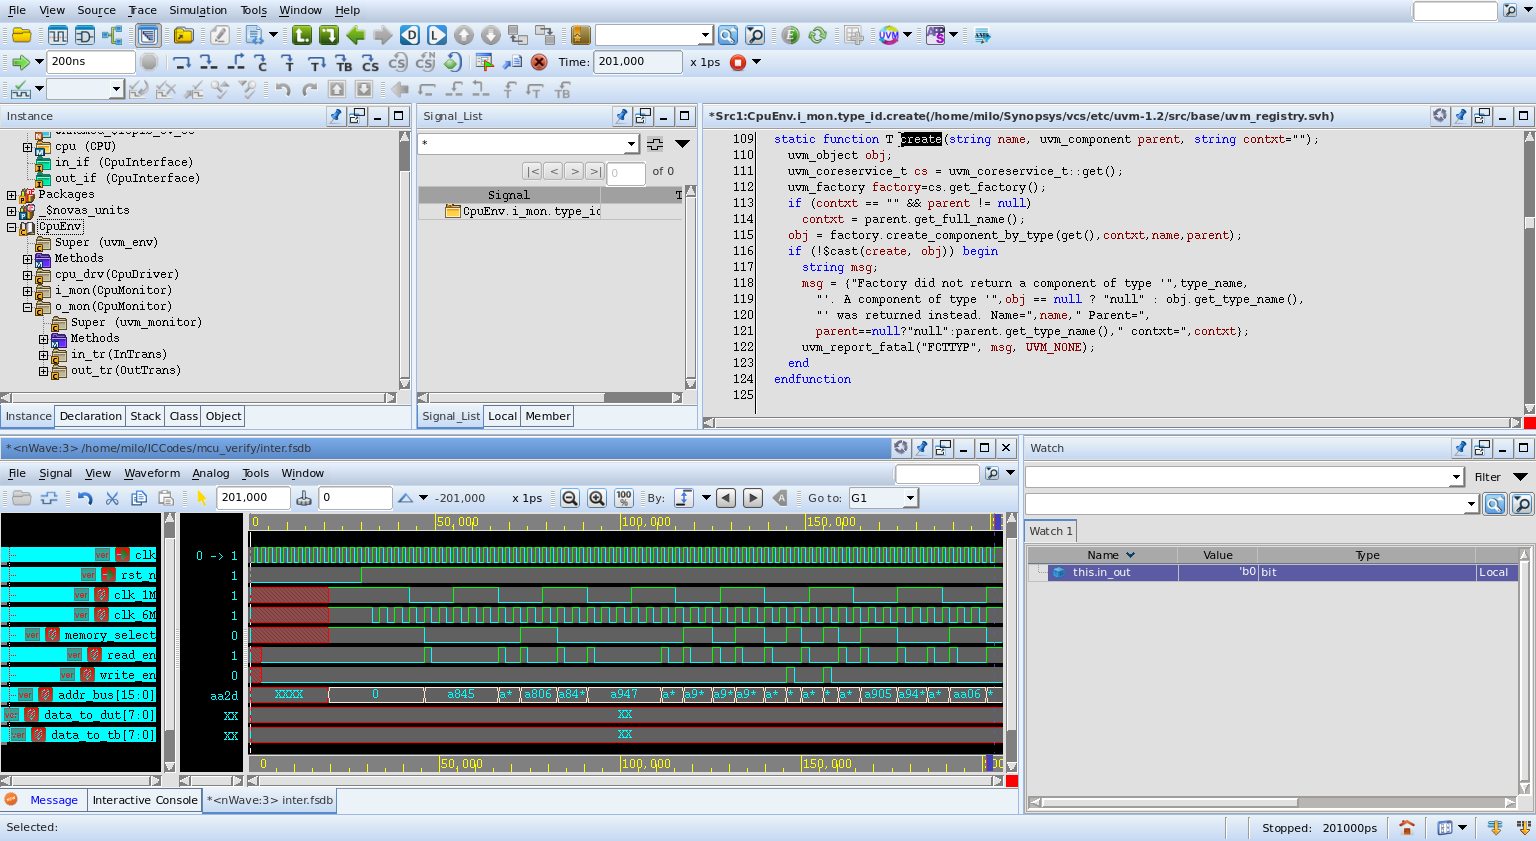 File View Source Trace Simulation Tools Window Help
200ns
Time: 201,000 x 1ps
Instance
cpu (CPU)
in_if (CpuInterface)
out_if (CpuInterface)
Packages
_$novas_units
CpuEnv
Super (uvm_env)
Methods
cpu_drv(CpuDriver)
i_mon(CpuMonitor)
o_mon(CpuMonitor)
Super (uvm_monitor)
Methods
in_tr(InTrans)
out_tr(OutTrans)
Instance Declaration Stack Class Object
Signal_List
*
0 of 0
Signal T
CpuEnv.i_mon.type_id
Signal_List Local Member
*Src1:CpuEnv.i_mon.type_id.create(/home/milo/Synopsys/vcs/etc/uvm-1.2/src/base/uvm_registry.svh)
109 static function T create(string name, uvm_component parent, string contxt="");
110 uvm_object obj;
111 uvm_coreservice_t cs = uvm_coreservice_t::get();
112 uvm_factory factory=cs.get_factory();
113 if (contxt == "" && parent != null)
114 contxt = parent.get_full_name();
115 obj = factory.create_component_by_type(get(),contxt,name,parent);
116 if (!$cast(create, obj)) begin
117 string msg;
118 msg = {"Factory did not return a component of type '",type_name,
119 "'. A component of type '",obj == null ? "null" : obj.get_type_name(),
120 "' was returned instead. Name=",name," Parent=",
121 parent==null?"null":parent.get_type_name()," contxt=",contxt};
122 uvm_report_fatal("FCTTYP", msg, UVM_NONE);
123 end
124 endfunction
125
*<nWave:3> /home/milo/ICCodes/mcu_verify/inter.fsdb
File Signal View Waveform Analog Tools Window
201,000 0 -201,000 x 1ps 100% By: Go to: G1
0 50,000 100,000 150,000
clk 0 -> 1
rst_n 1
clk_1M 1
clk_6M 1
memory_select 0
read_en 1
write_en 0
addr_bus[15:0] aa2d XXXX 0 a845 a* a806 a84* a947 a* a9* a9* a9* a* a* a* a* a* a905 a94* a* aa06 *
data_to_dut[7:0] XX XX
data_to_tb[7:0] XX XX
0 50,000 100,000 150,000
Message Interactive Console *<nWave:3> inter.fsdb
Watch
Filter
Watch 1
Name Value Type
this.in_out 'b0 bit Local
Selected: Stopped: 201000ps